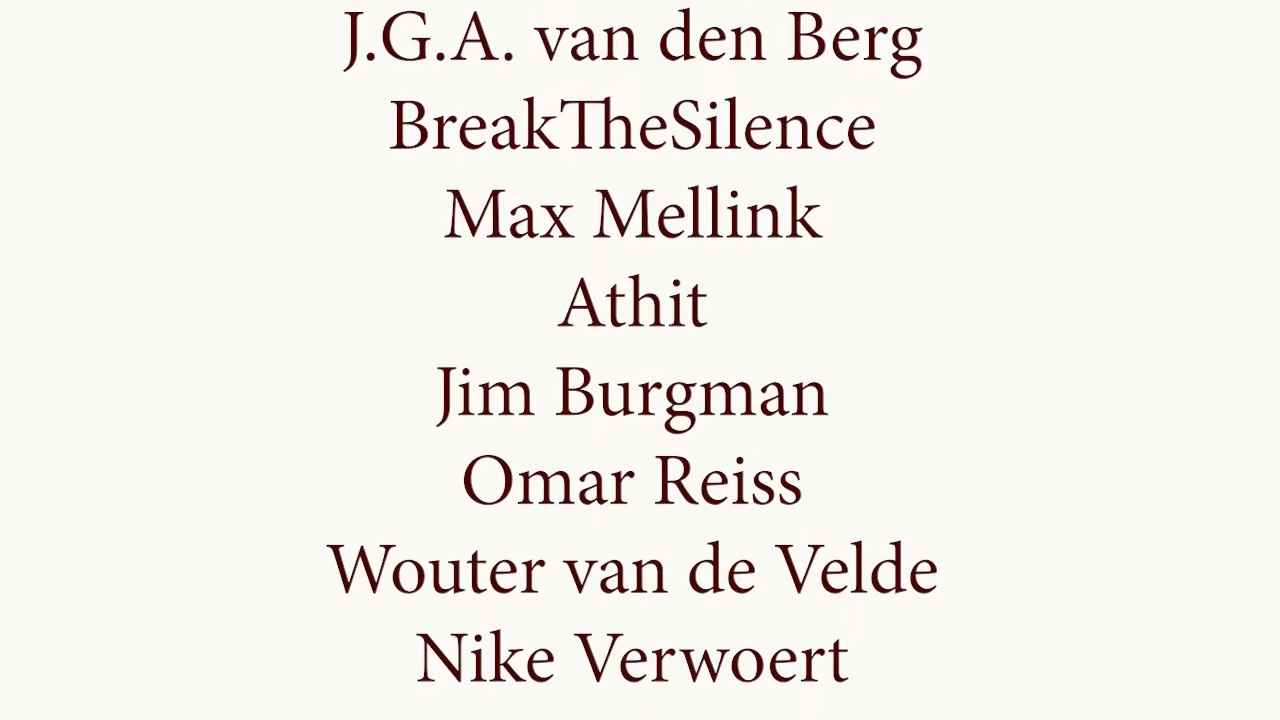 J.G.A. van den Berg
BreakTheSilence
Max Mellink
Athit
Jim Burgman
Omar Reiss
Wouter van de Velde
Nike Verwoert